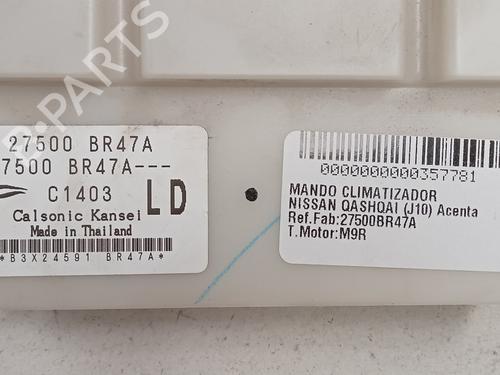 27500 BR47A
7500 BR47A---
C1403
LD
Calsonic Kansei
Made in Thailand
*B3X24591 BR47A*
0000000000357781
MANDO CLIMATIZADOR
NISSAN QASHQAI (J10) Acenta
Ref.Fab:27500BR47A
T.Motor:M9R